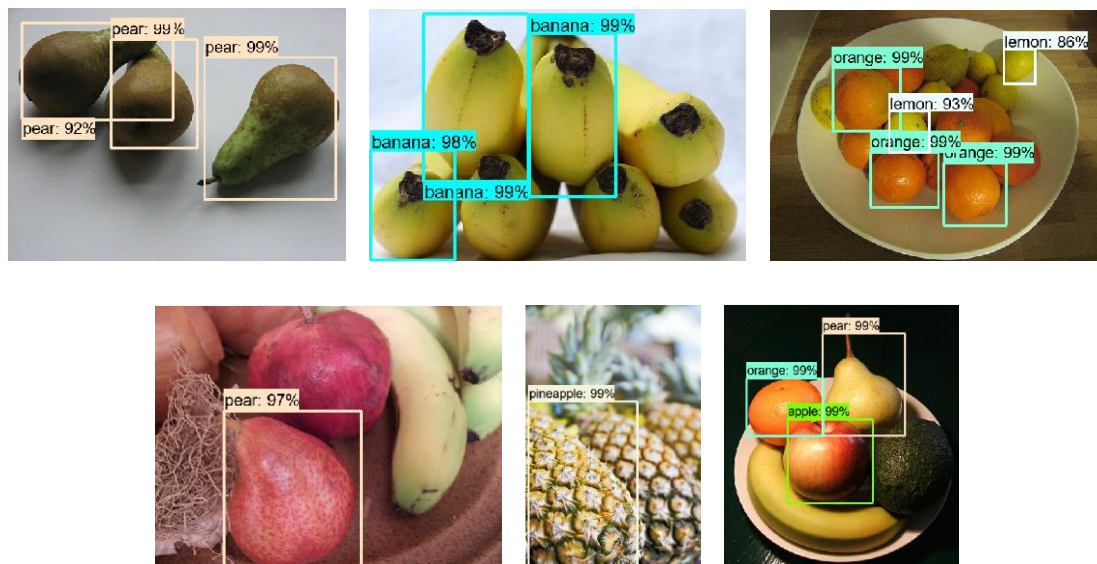 pear: 99%
pear: 99%
pear: 92%
banana: 99%
banana: 98%
banana: 99%
lemon: 86%
orange: 99%
lemon: 93%
orange: 99%
orange: 99%
pear: 97%
pineapple: 99%
pear: 99%
orange: 99%
apple: 99%